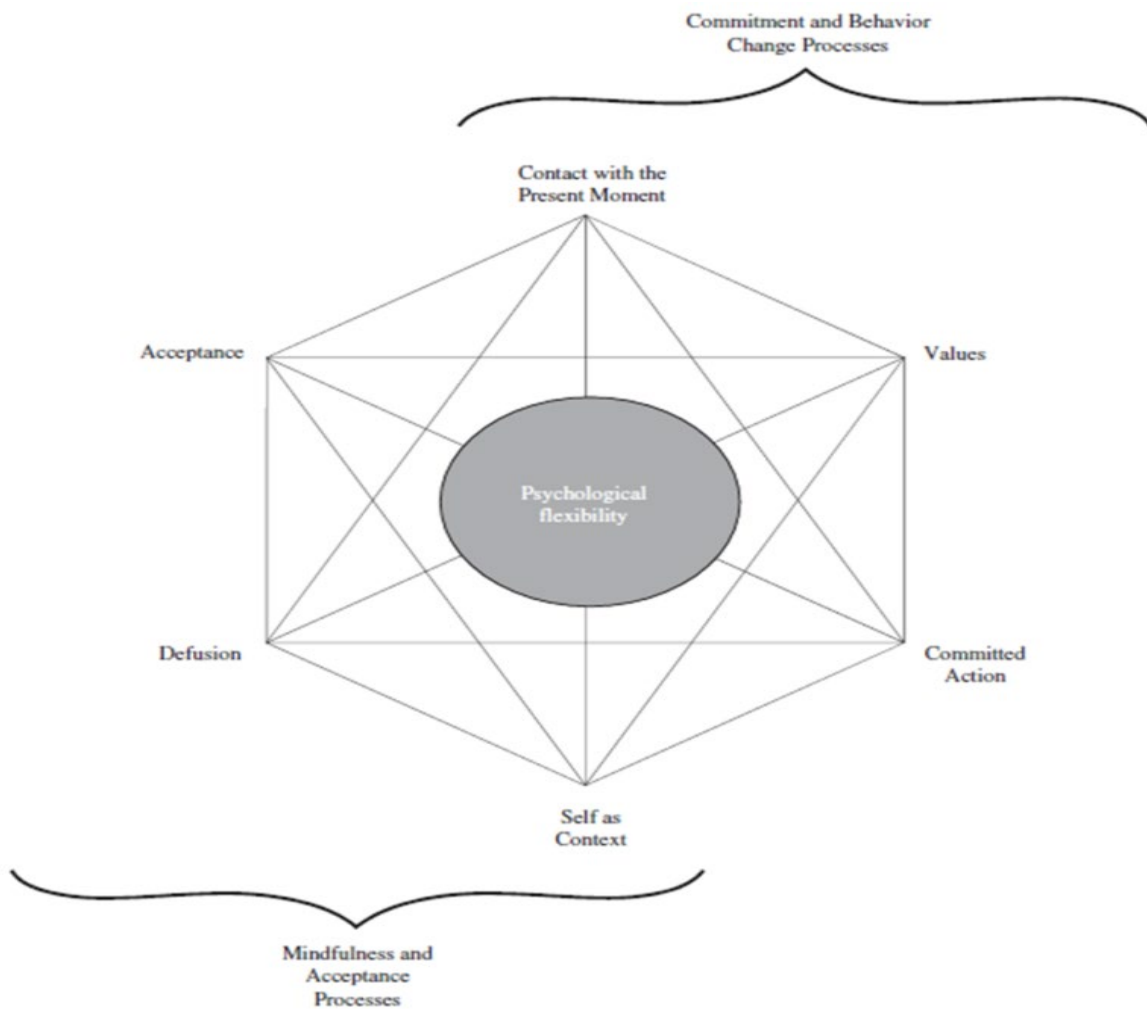 Commitment and Behavior
Change Processes
Contact with the
Present Moment
Acceptance
Values
Psychological
flexibility
Defusion
Committed
Action
Self as
Context
Mindfulness and
Acceptance
Processes